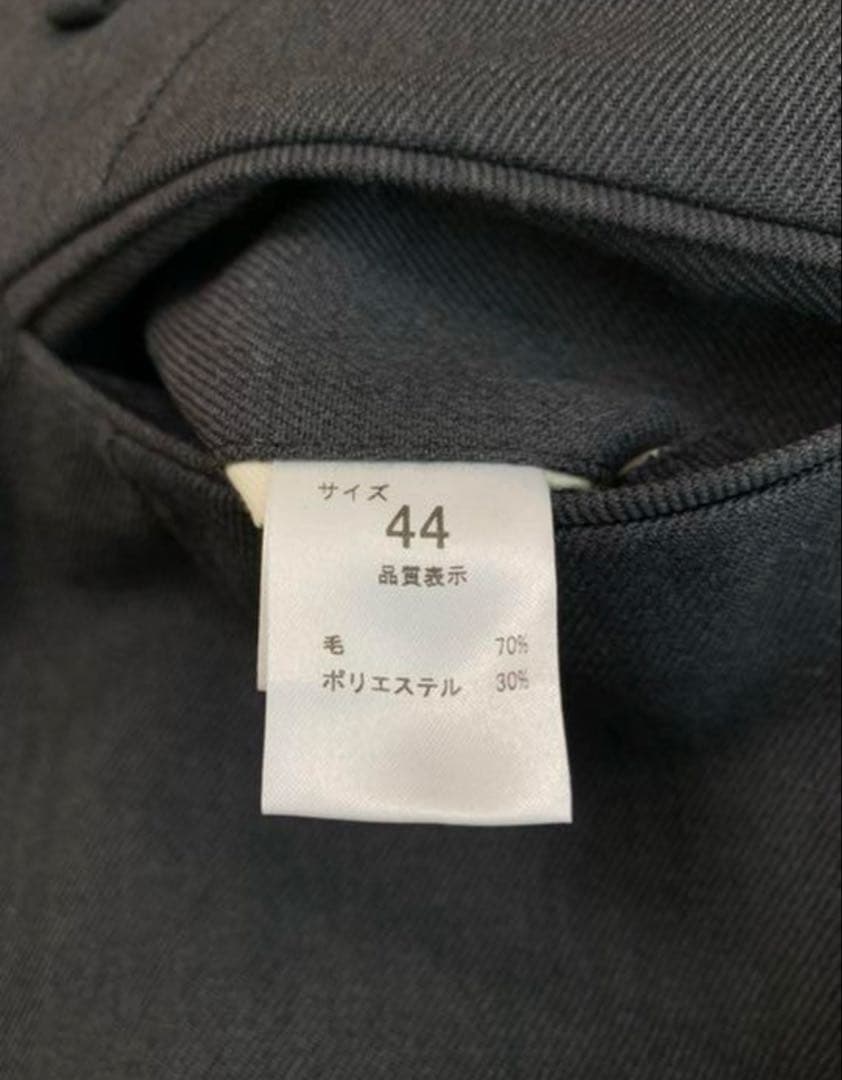 サイズ
44
品質表示
毛 70%
ポリエステル 30%